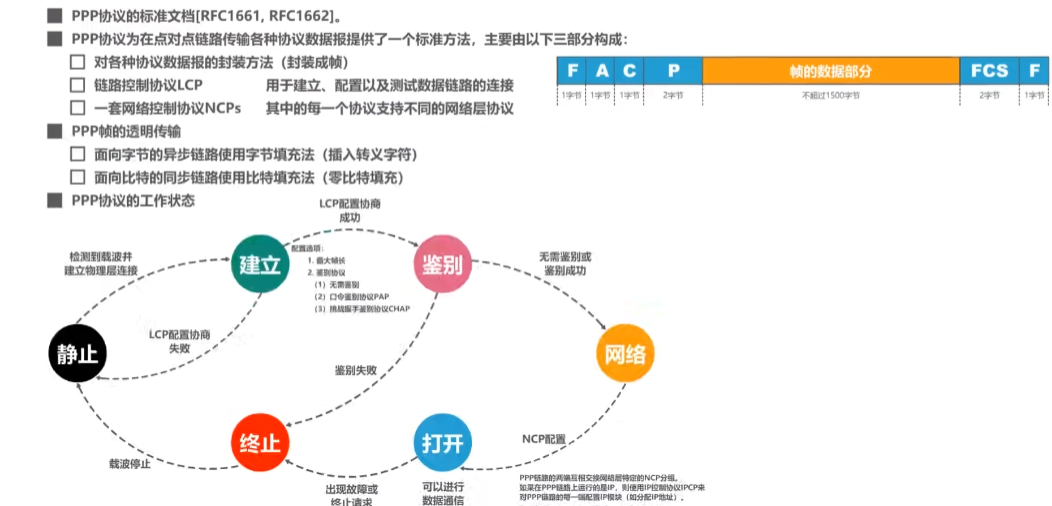 PPP协议的标准文档[RFC1661, RFC1662]。
PPP协议为在点对点链路传输各种协议数据报提供了一个标准方法，主要由以下三部分构成：
对各种协议数据报的封装方法（封装成帧）
链路控制协议LCP 用于建立、配置以及测试数据链路的连接
一套网络控制协议NCPs 其中的每一个协议支持不同的网络层协议
F A C P 帧的数据部分 FCS F
1字节 1字节 1字节 2字节 不超过1500字节 2字节 1字节
PPP帧的透明传输
面向字节的异步链路使用字节填充法（插入转义字符）
面向比特的同步链路使用比特填充法（零比特填充）
PPP协议的工作状态
LCP配置协商
成功
检测到载波并
建立物理层连接
建立
配置选项：
1. 最大帧长
2. 鉴别协议
（1）无需鉴别
（2）口令鉴别协议PAP
（3）挑战握手鉴别协议CHAP
鉴别
无需鉴别或
鉴别成功
LCP配置协商
失败
静止
鉴别失败
网络
终止
打开
NCP配置
载波停止
出现故障或
终止请求
可以进行
数据通信
PPP链路的两端互相交换网络层特定的NCP分组。
如果在PPP链路上运行的是IP，则使用IP控制协议IPCP来
对PPP链路的每一端配置IP模块（如分配IP地址）。